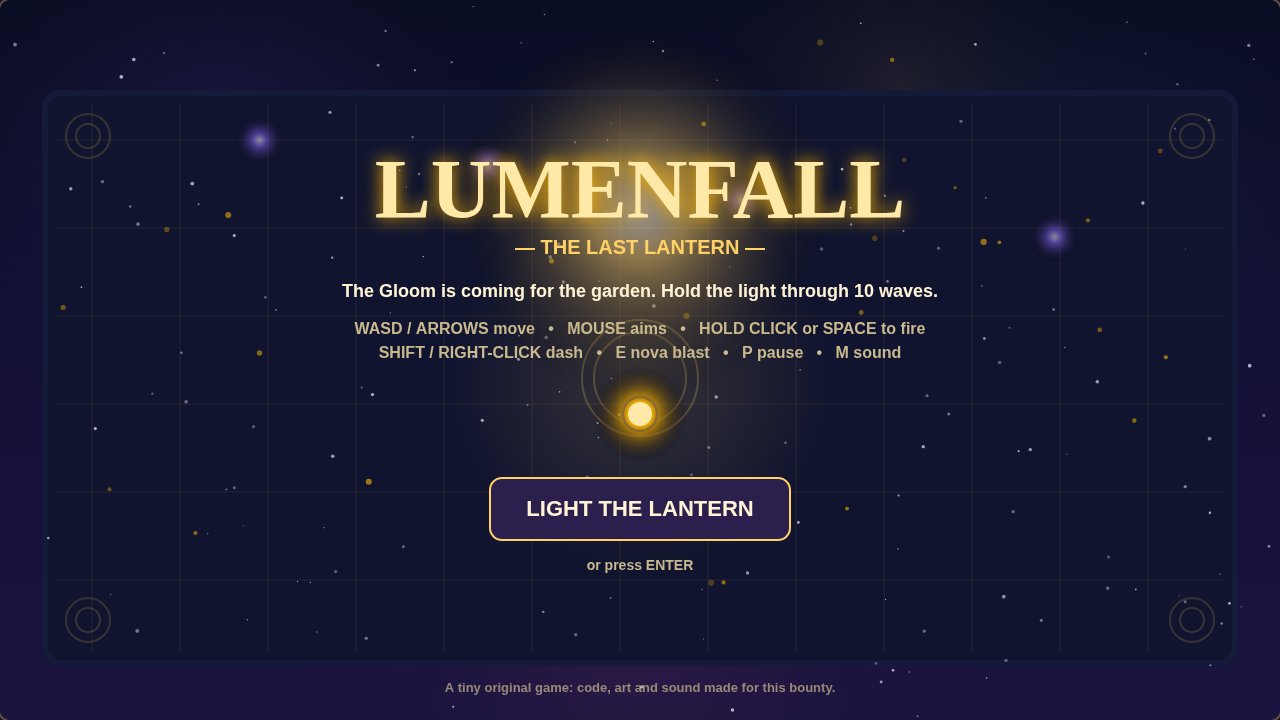 LUMENFALL
— THE LAST LANTERN —
The Gloom is coming for the garden. Hold the light through 10 waves.
WASD / ARROWS move • MOUSE aims • HOLD CLICK or SPACE to fire
SHIFT / RIGHT-CLICK dash • E nova blast • P pause • M sound
LIGHT THE LANTERN
or press ENTER
A tiny original game: code, art and sound made for this bounty.